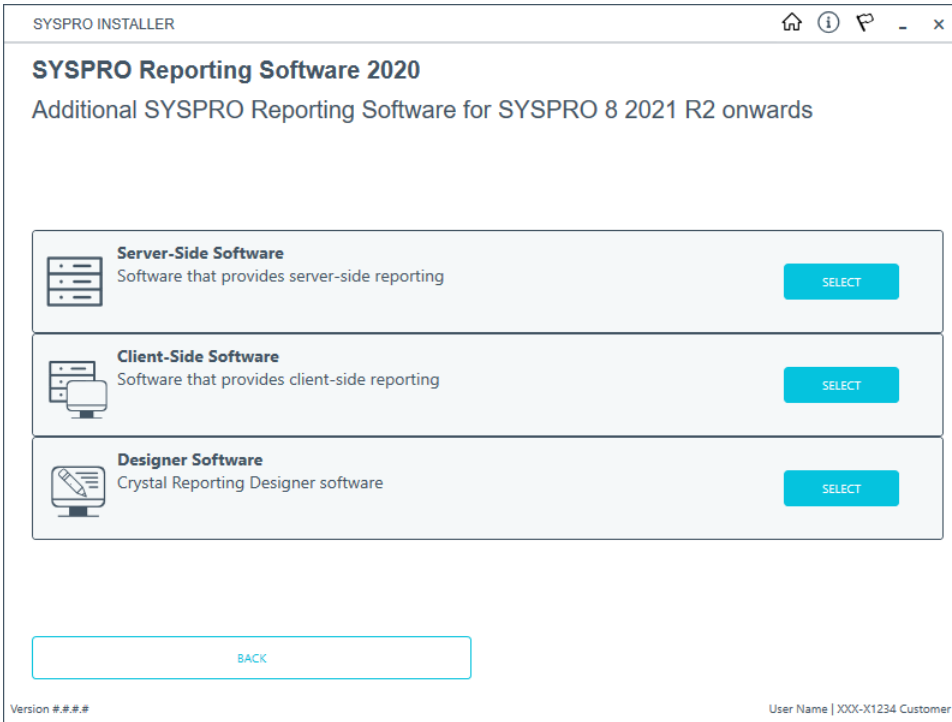 SYSPRO INSTALLER
SYSPRO Reporting Software 2020
Additional SYSPRO Reporting Software for SYSPRO 8 2021 R2 onwards
Server-Side Software
Software that provides server-side reporting
SELECT
Client-Side Software
Software that provides client-side reporting
SELECT
Designer Software
Crystal Reporting Designer software
SELECT
BACK
Version #.#.#.#
User Name | XXX-X1234 Customer